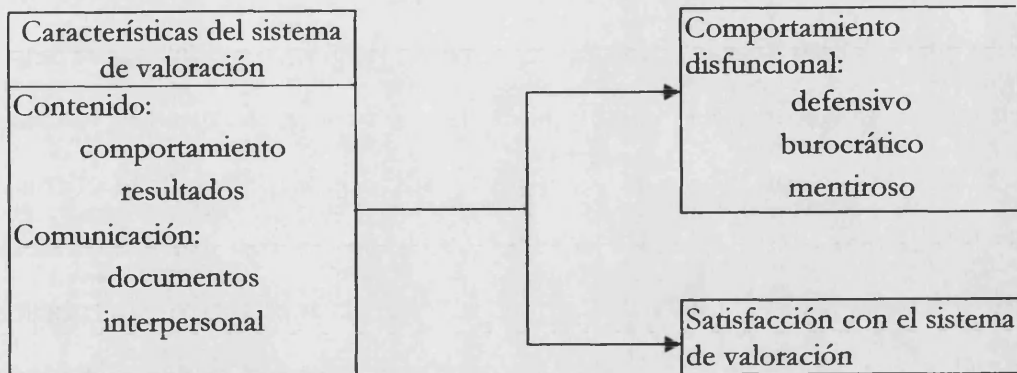 Características del sistema
de valoración
Contenido:
comportamiento
resultados
Comunicación:
documentos
interpersonal
Comportamiento
disfuncional:
defensivo
burocrático
mentiroso
Satisfacción con el sistema
de valoración